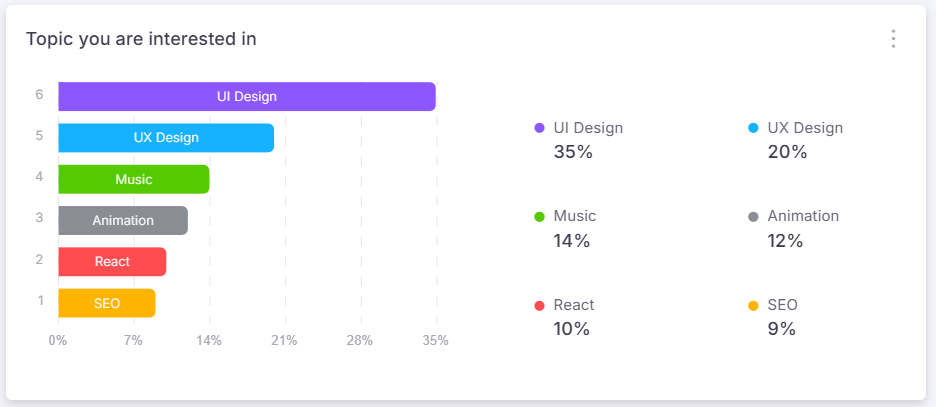 Topic you are interested in
6
UI Design
5
UX Design
4
Music
3
Animation
2
React
1
SEO
0% 7% 14% 21% 28% 35%
UI Design
35%
UX Design
20%
Music
14%
Animation
12%
React
10%
SEO
9%